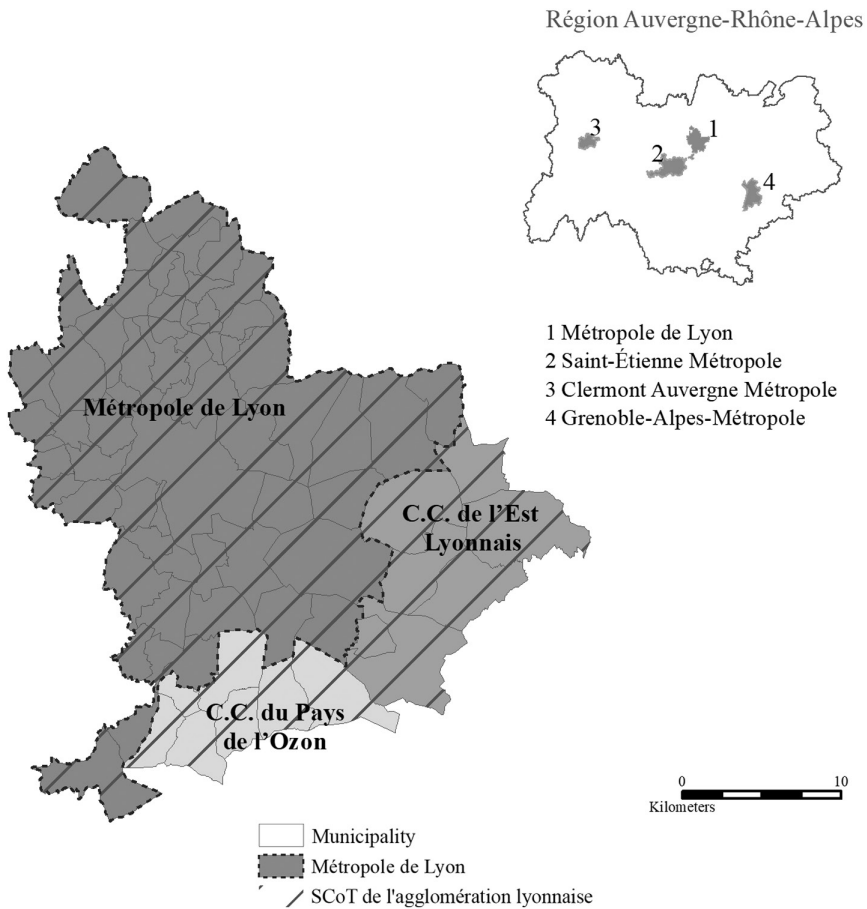 Région Auvergne-Rhône-Alpes
3
1
2
4
1 Métropole de Lyon
2 Saint-Étienne Métropole
3 Clermont Auvergne Métropole
4 Grenoble-Alpes-Métropole
Métropole de Lyon
C.C. de l’Est
Lyonnais
C.C. du Pays
de l’Ozon
0 10
Kilometers
Municipality
Métropole de Lyon
SCoT de l'agglomération lyonnaise